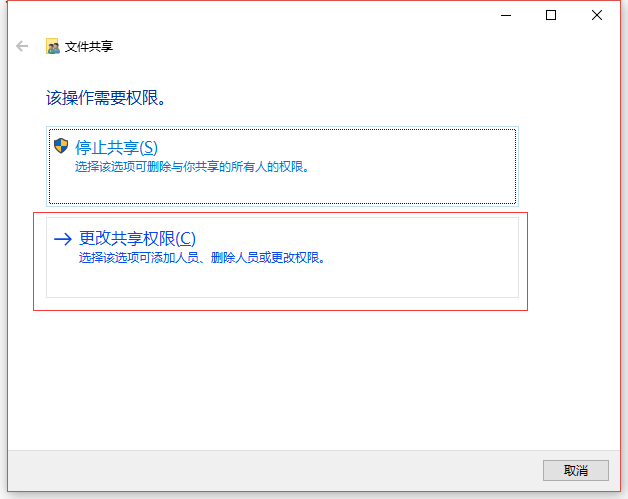 文件共享
该操作需要权限。
停止共享(S)
选择该选项可删除与你共享的所有人的权限。
更改共享权限(C)
选择该选项可添加人员、删除人员或更改权限。
取消